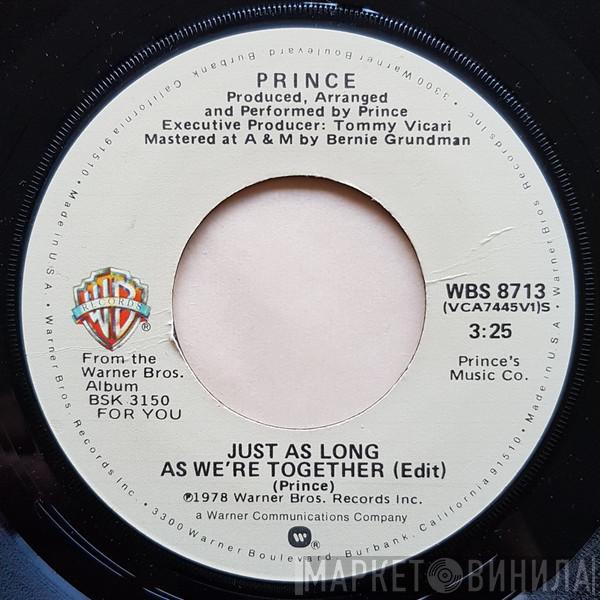 PRINCE
Produced, Arranged
and Performed by Prince
Executive Producer: Tommy Vicari
Mastered at A & M by Bernie Grundman
WB
RECORDS
®
WBS 8713
(VCA7445V1)S
3:25
Prince's
Music Co.
From the
Warner Bros.
Album
BSK 3150
FOR YOU
JUST AS LONG
AS WE'RE TOGETHER (Edit)
(Prince)
℗1978 Warner Bros. Records Inc.
a Warner Communications Company
W ®
Warner Bros. Records Inc. • 3300 Warner Boulevard, Burbank, California 91510 • Made in U.S.A. • Warner Bros. Records Inc. • 3300 Warner Boulevard, Burbank, California 91510 • Made in U.S.A. •
МАРКЕТ ВИНИЛА